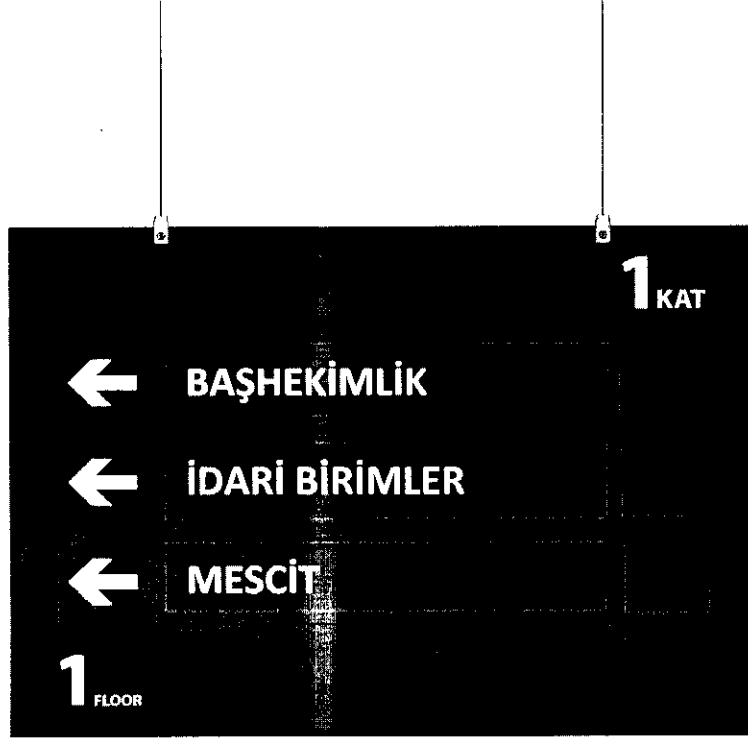 1 KAT
BAŞHEKİMLİK
İDARİ BİRİMLER
MESCİT
1 FLOOR